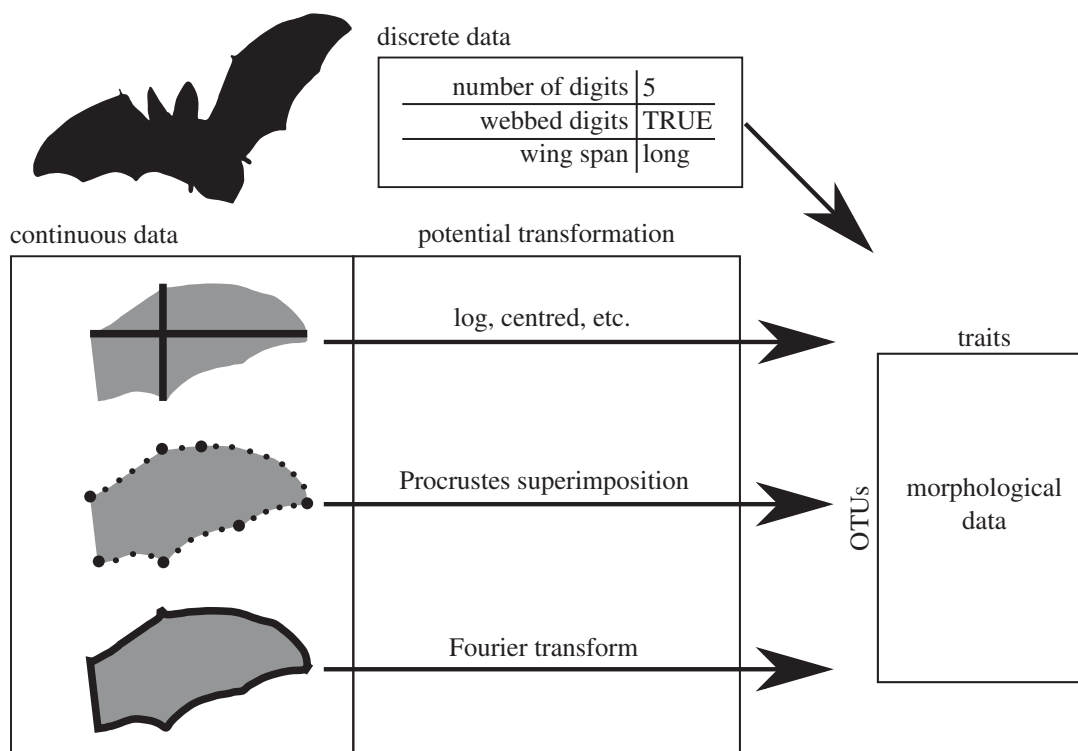 discrete data
number of digits 5
webbed digits TRUE
wing span long
continuous data
potential transformation
log, centred, etc.
traits
Procrustes superimposition
OTUs
morphological
data
Fourier transform